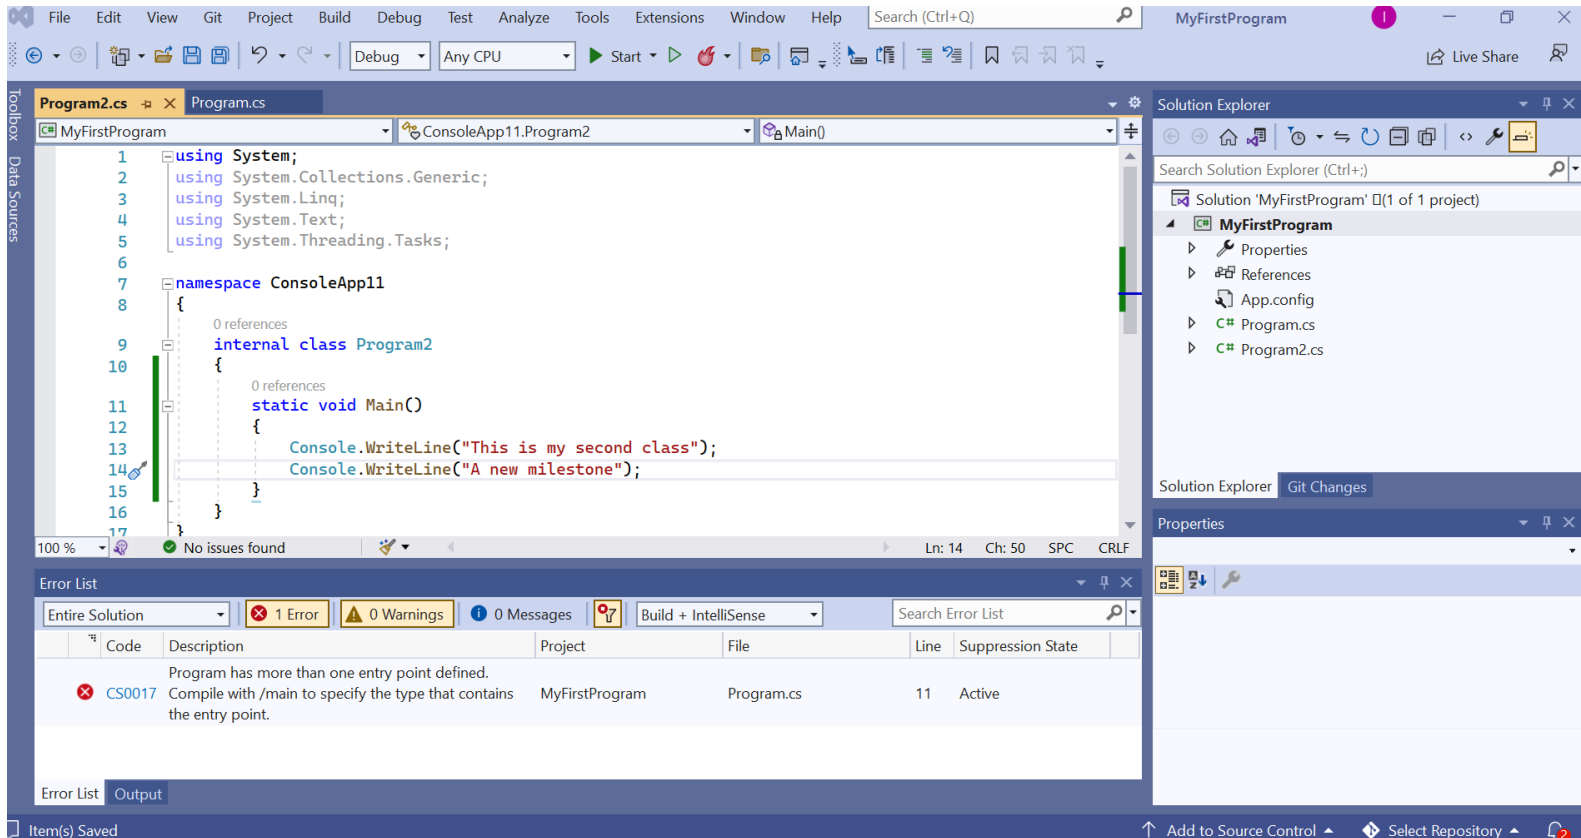 File Edit View Git Project Build Debug Test Analyze Tools Extensions Window Help Search (Ctrl+Q) MyFirstProgram I
Debug Any CPU Start Live Share
Toolbox
Data Sources
Program2.cs Program.cs
C# MyFirstProgram ConsoleApp11.Program2 Main()
1 using System;
2 using System.Collections.Generic;
3 using System.Linq;
4 using System.Text;
5 using System.Threading.Tasks;
6
7 namespace ConsoleApp11
8 {
0 references
9 internal class Program2
10 {
0 references
11 static void Main()
12 {
13 Console.WriteLine("This is my second class");
14 Console.WriteLine("A new milestone");
15 }
16 }
17 }
100 % No issues found Ln: 14 Ch: 50 SPC CRLF
Error List
Entire Solution 1 Error 0 Warnings 0 Messages Build + IntelliSense Search Error List
Code Description Project File Line Suppression State
CS0017 Program has more than one entry point defined.
Compile with /main to specify the type that contains
the entry point.
MyFirstProgram Program.cs 11 Active
Error List Output
Solution Explorer
Search Solution Explorer (Ctrl+;)
Solution 'MyFirstProgram' (1 of 1 project)
C# MyFirstProgram
Properties
References
App.config
C# Program.cs
C# Program2.cs
Solution Explorer Git Changes
Properties
Item(s) Saved Add to Source Control Select Repository 2